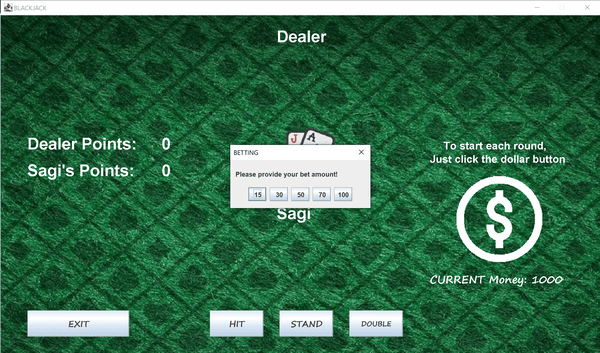 BLACKJACK
Dealer
Dealer Points: 0
Sagi's Points: 0
J A
BETTING
Please provide your bet amount!
15 30 50 70 100
Sagi
To start each round,
Just click the dollar button
$
CURRENT Money: 1000
EXIT HIT STAND DOUBLE